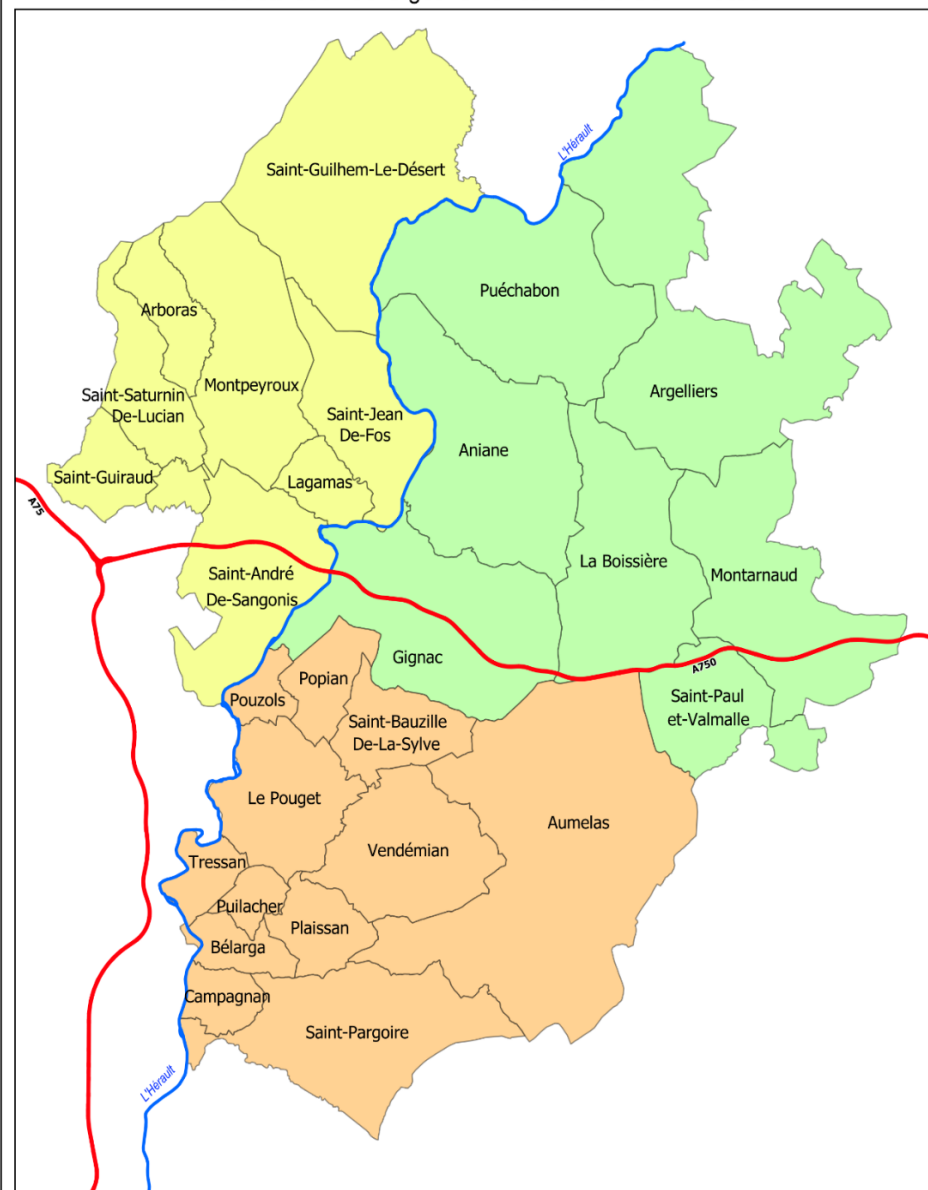 L'Hérault
Saint-Guilhem-Le-Désert
Puéchabon
Arboras
Montpeyroux
Argelliers
Saint-Saturnin
De-Lucian
Saint-Jean
De-Fos
Aniane
Saint-Guiraud
Lagamas
A75
La Boissière
Saint-André
De-Sangonis
Montarnaud
Gignac
A750
Popian
Pouzols
Saint-Paul
et-Valmalle
Saint-Bauzille
De-La-Sylve
Le Pouget
Aumelas
Vendémian
Tressan
Puilacher
Plaissan
Bélarga
Campagnan
Saint-Pargoire
L'Hérault